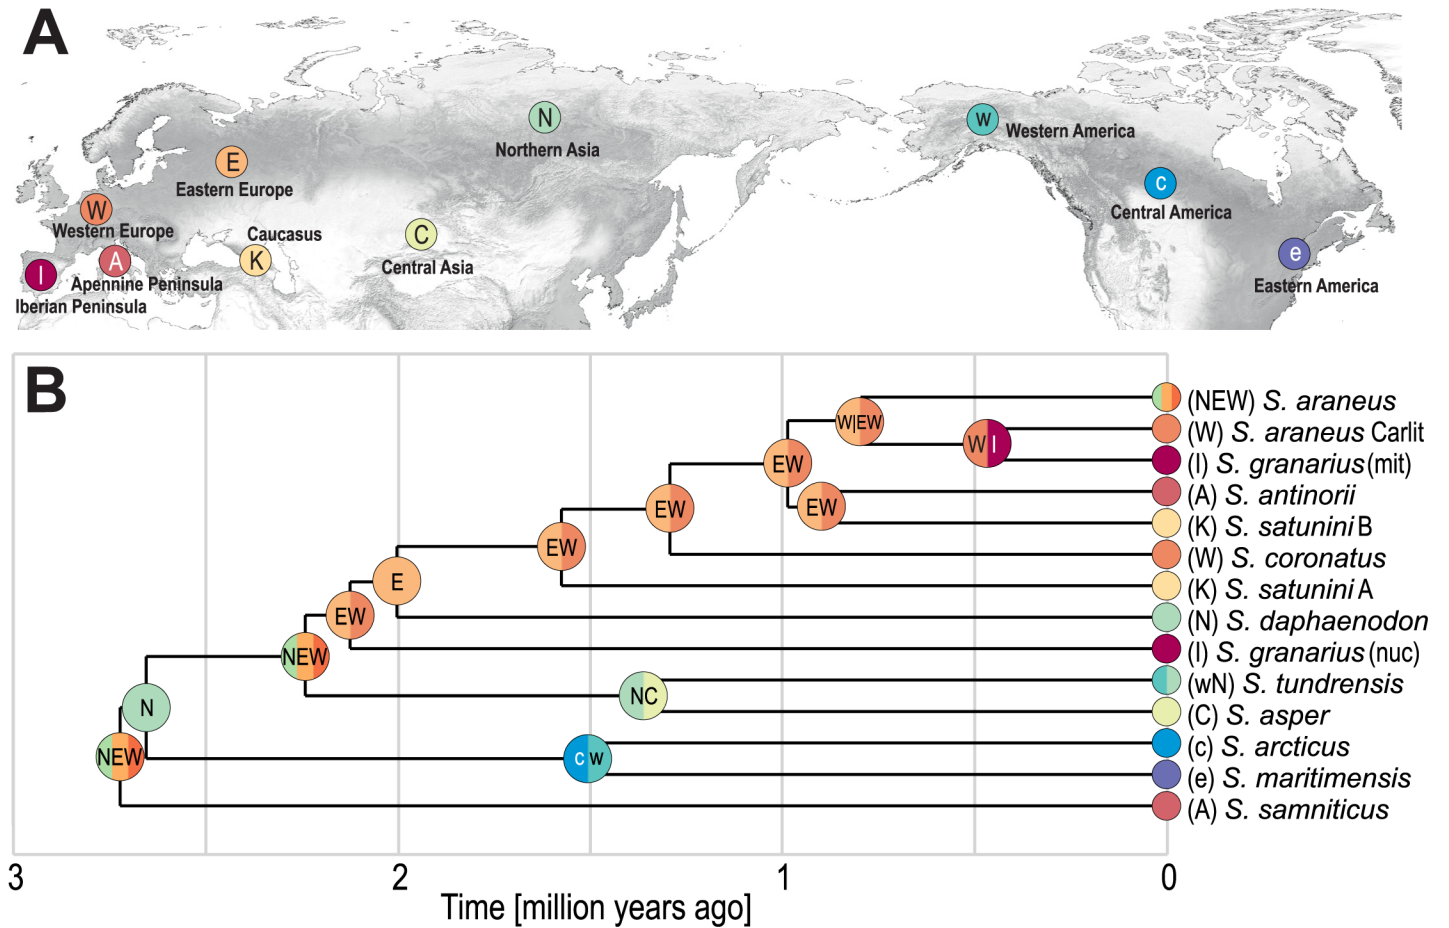 A
N
Northern Asia
w
Western America
E
Eastern Europe
W
Western Europe
c
Central America
C
Central Asia
Caucasus
K
e
Eastern America
A
Apennine Peninsula
I
Iberian Peninsula
B
(NEW) S. araneus
W|EW
(W) S. araneus Carlit
W I
(I) S. granarius (mit)
EW
(A) S. antinorii
EW
(K) S. satunini B
EW
(W) S. coronatus
EW
(K) S. satunini A
E
(N) S. daphaenodon
EW
(I) S. granarius (nuc)
NEW
(wN) S. tundrensis
NC
(C) S. asper
N
(c) S. arcticus
c w
(e) S. maritimensis
NEW
(A) S. samniticus
3 2 1 0
Time [million years ago]